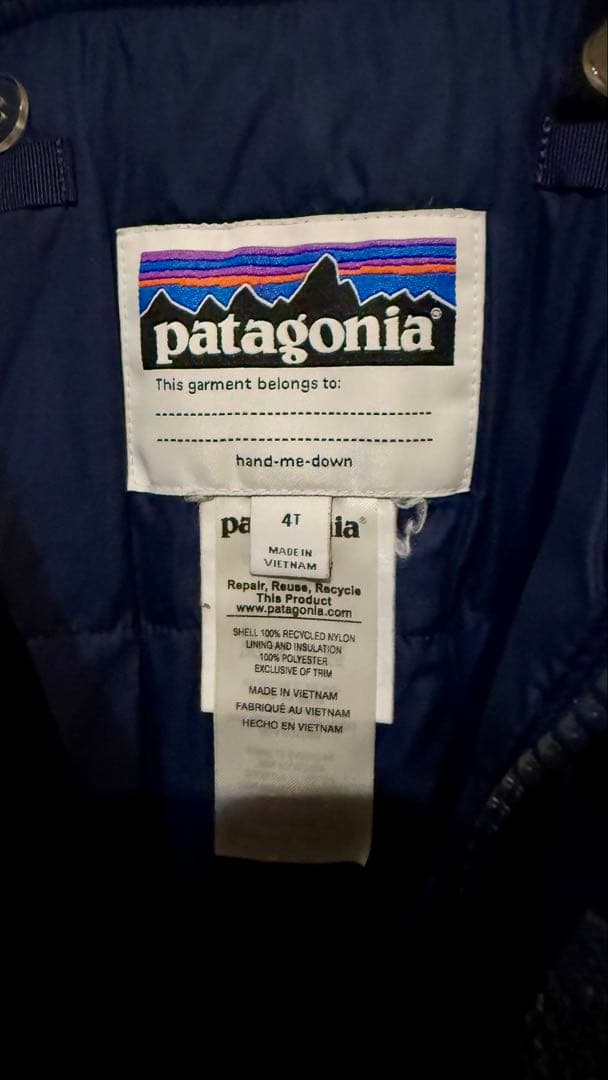 patagonia®
This garment belongs to:
hand-me-down
4T
MADE IN
VIETNAM
Repair, Reuse, Recycle
This Product
www.patagonia.com
SHELL 100% RECYCLED NYLON
LINING AND INSULATION
100% POLYESTER
EXCLUSIVE OF TRIM
MADE IN VIETNAM
FABRIQUÉ AU VIETNAM
HECHO EN VIETNAM